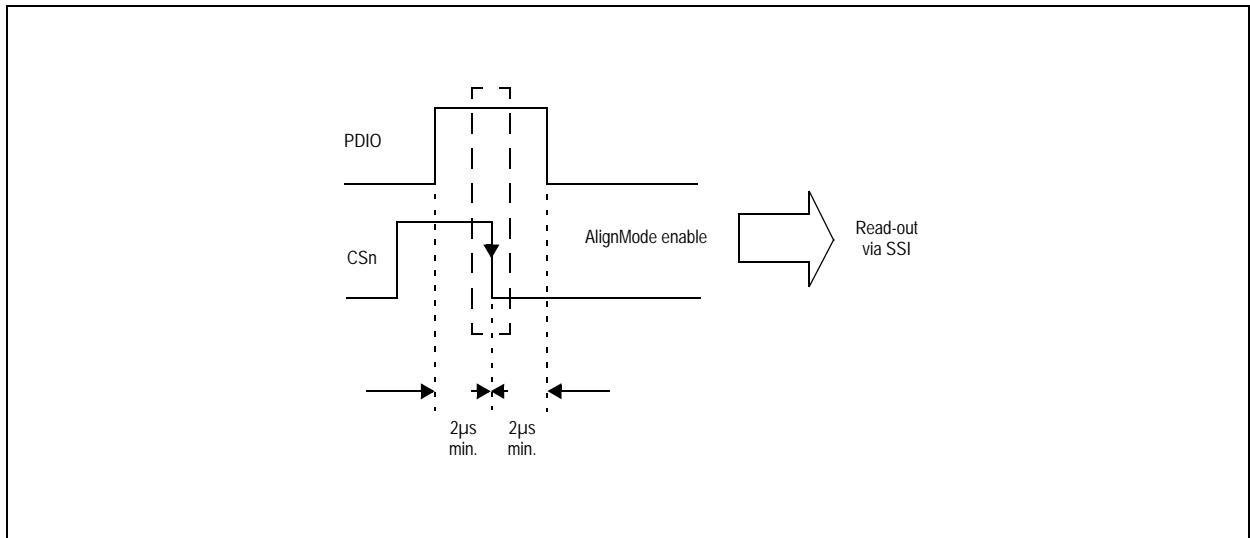 PDIO
CSn
AlignMode enable
Read-out
via SSI
2µs
min.
2µs
min.